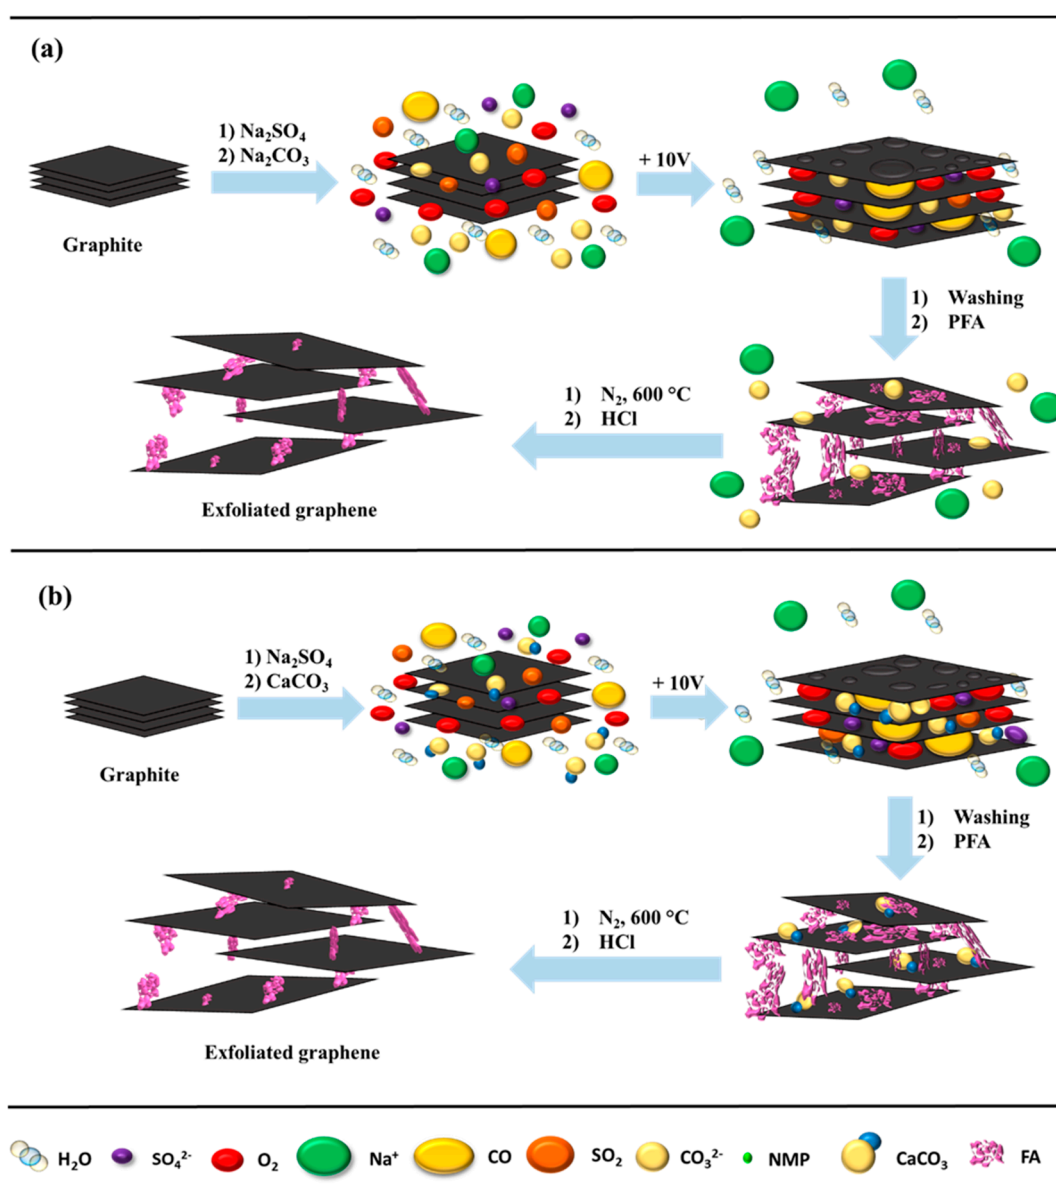 (a)
1) Na₂SO₄
2) Na₂CO₃
+ 10V
Graphite
1) Washing
2) PFA
1) N₂, 600 °C
2) HCl
Exfoliated graphene
(b)
1) Na₂SO₄
2) CaCO₃
+ 10V
Graphite
1) Washing
2) PFA
1) N₂, 600 °C
2) HCl
Exfoliated graphene
H₂O SO₄²⁻ O₂ Na⁺ CO SO₂ CO₃²⁻ NMP CaCO₃ FA